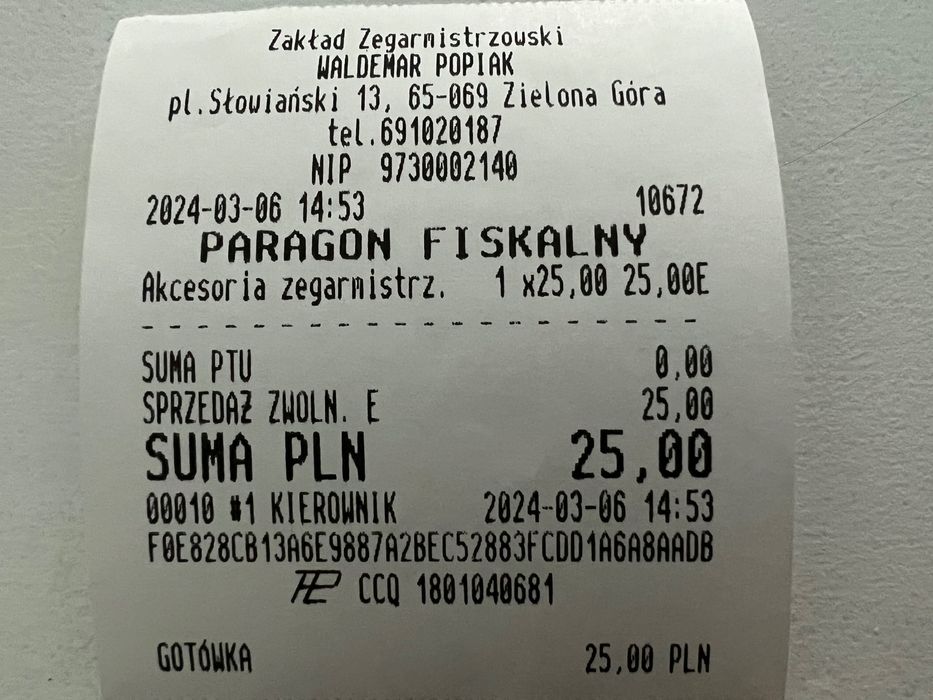 Zakład Zegarmistrzowski
WALDEMAR POPIAK
pl.Słowiański 13, 65-069 Zielona Góra
tel.691020187
NIP 9730002140
2024-03-06 14:53 10672
PARAGON FISKALNY
Akcesoria zegarmistrz. 1 x25,00 25,00E
- - - - - - - - - - - - - - - - - - - -
SUMA PTU 0,00
SPRZEDAŻ ZWOLN. E 25,00
SUMA PLN 25,00
00010 #1 KIEROWNIK 2024-03-06 14:53
F0E828CB13A6E9887A2BEC52883FCDD1A6A8AADB
PL CCQ 1801040681
GOTÓWKA 25,00 PLN